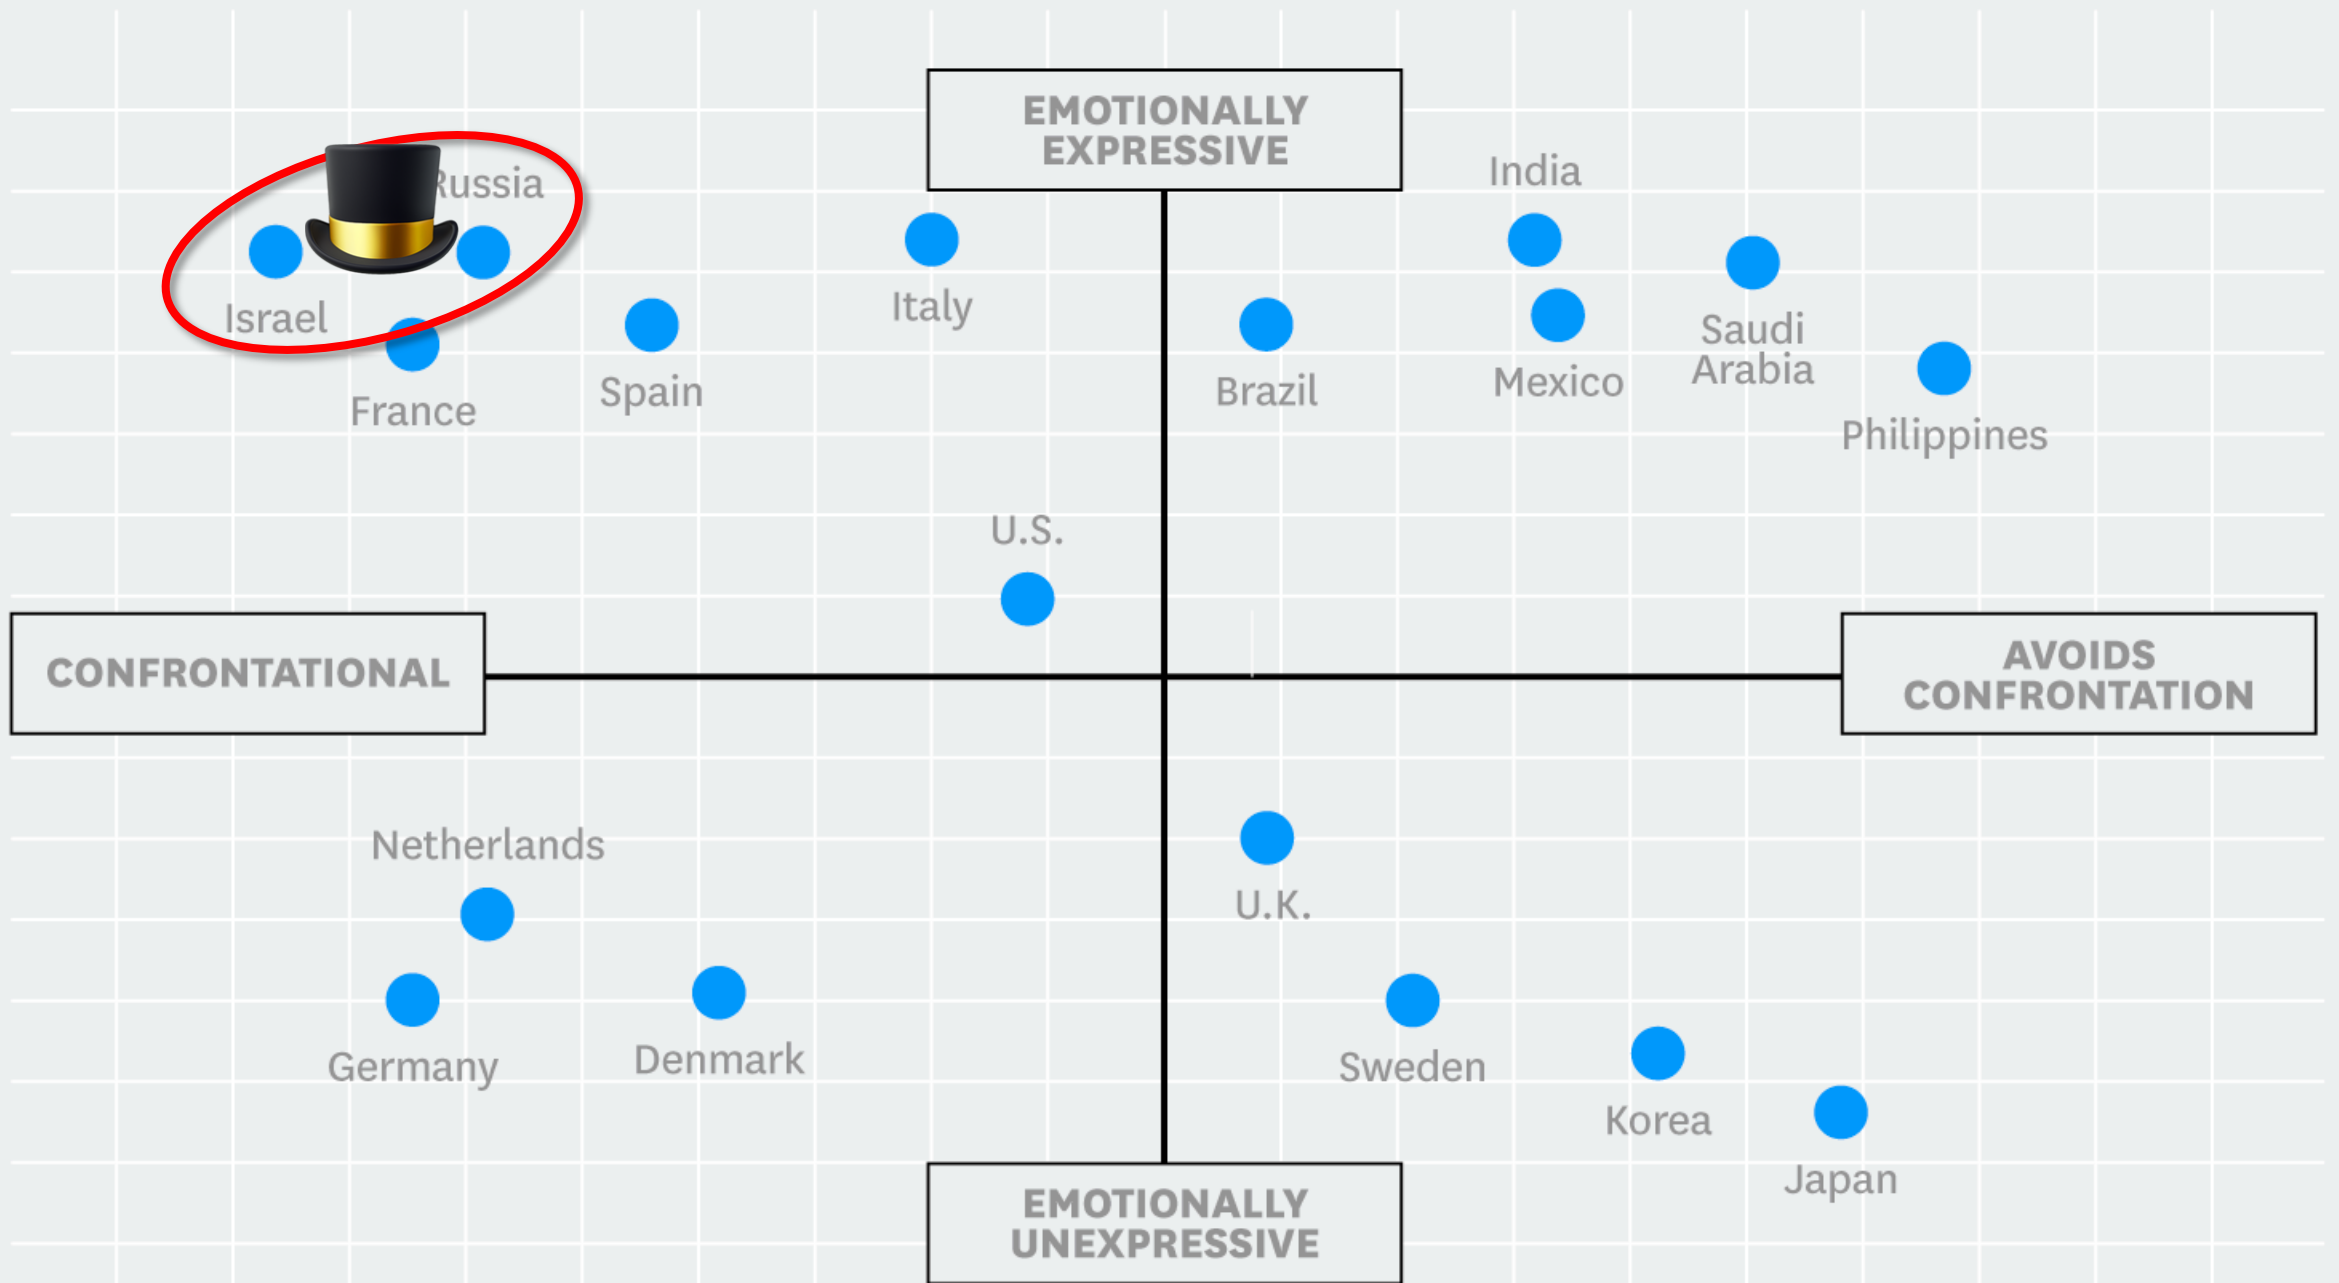 EMOTIONALLY
EXPRESSIVE
India
Russia
Israel
Italy
Saudi
Arabia
France
Spain
Brazil
Mexico
Philippines
U.S.
CONFRONTATIONAL
AVOIDS
CONFRONTATION
Netherlands
U.K.
Germany
Denmark
Sweden
Korea
Japan
EMOTIONALLY
UNEXPRESSIVE